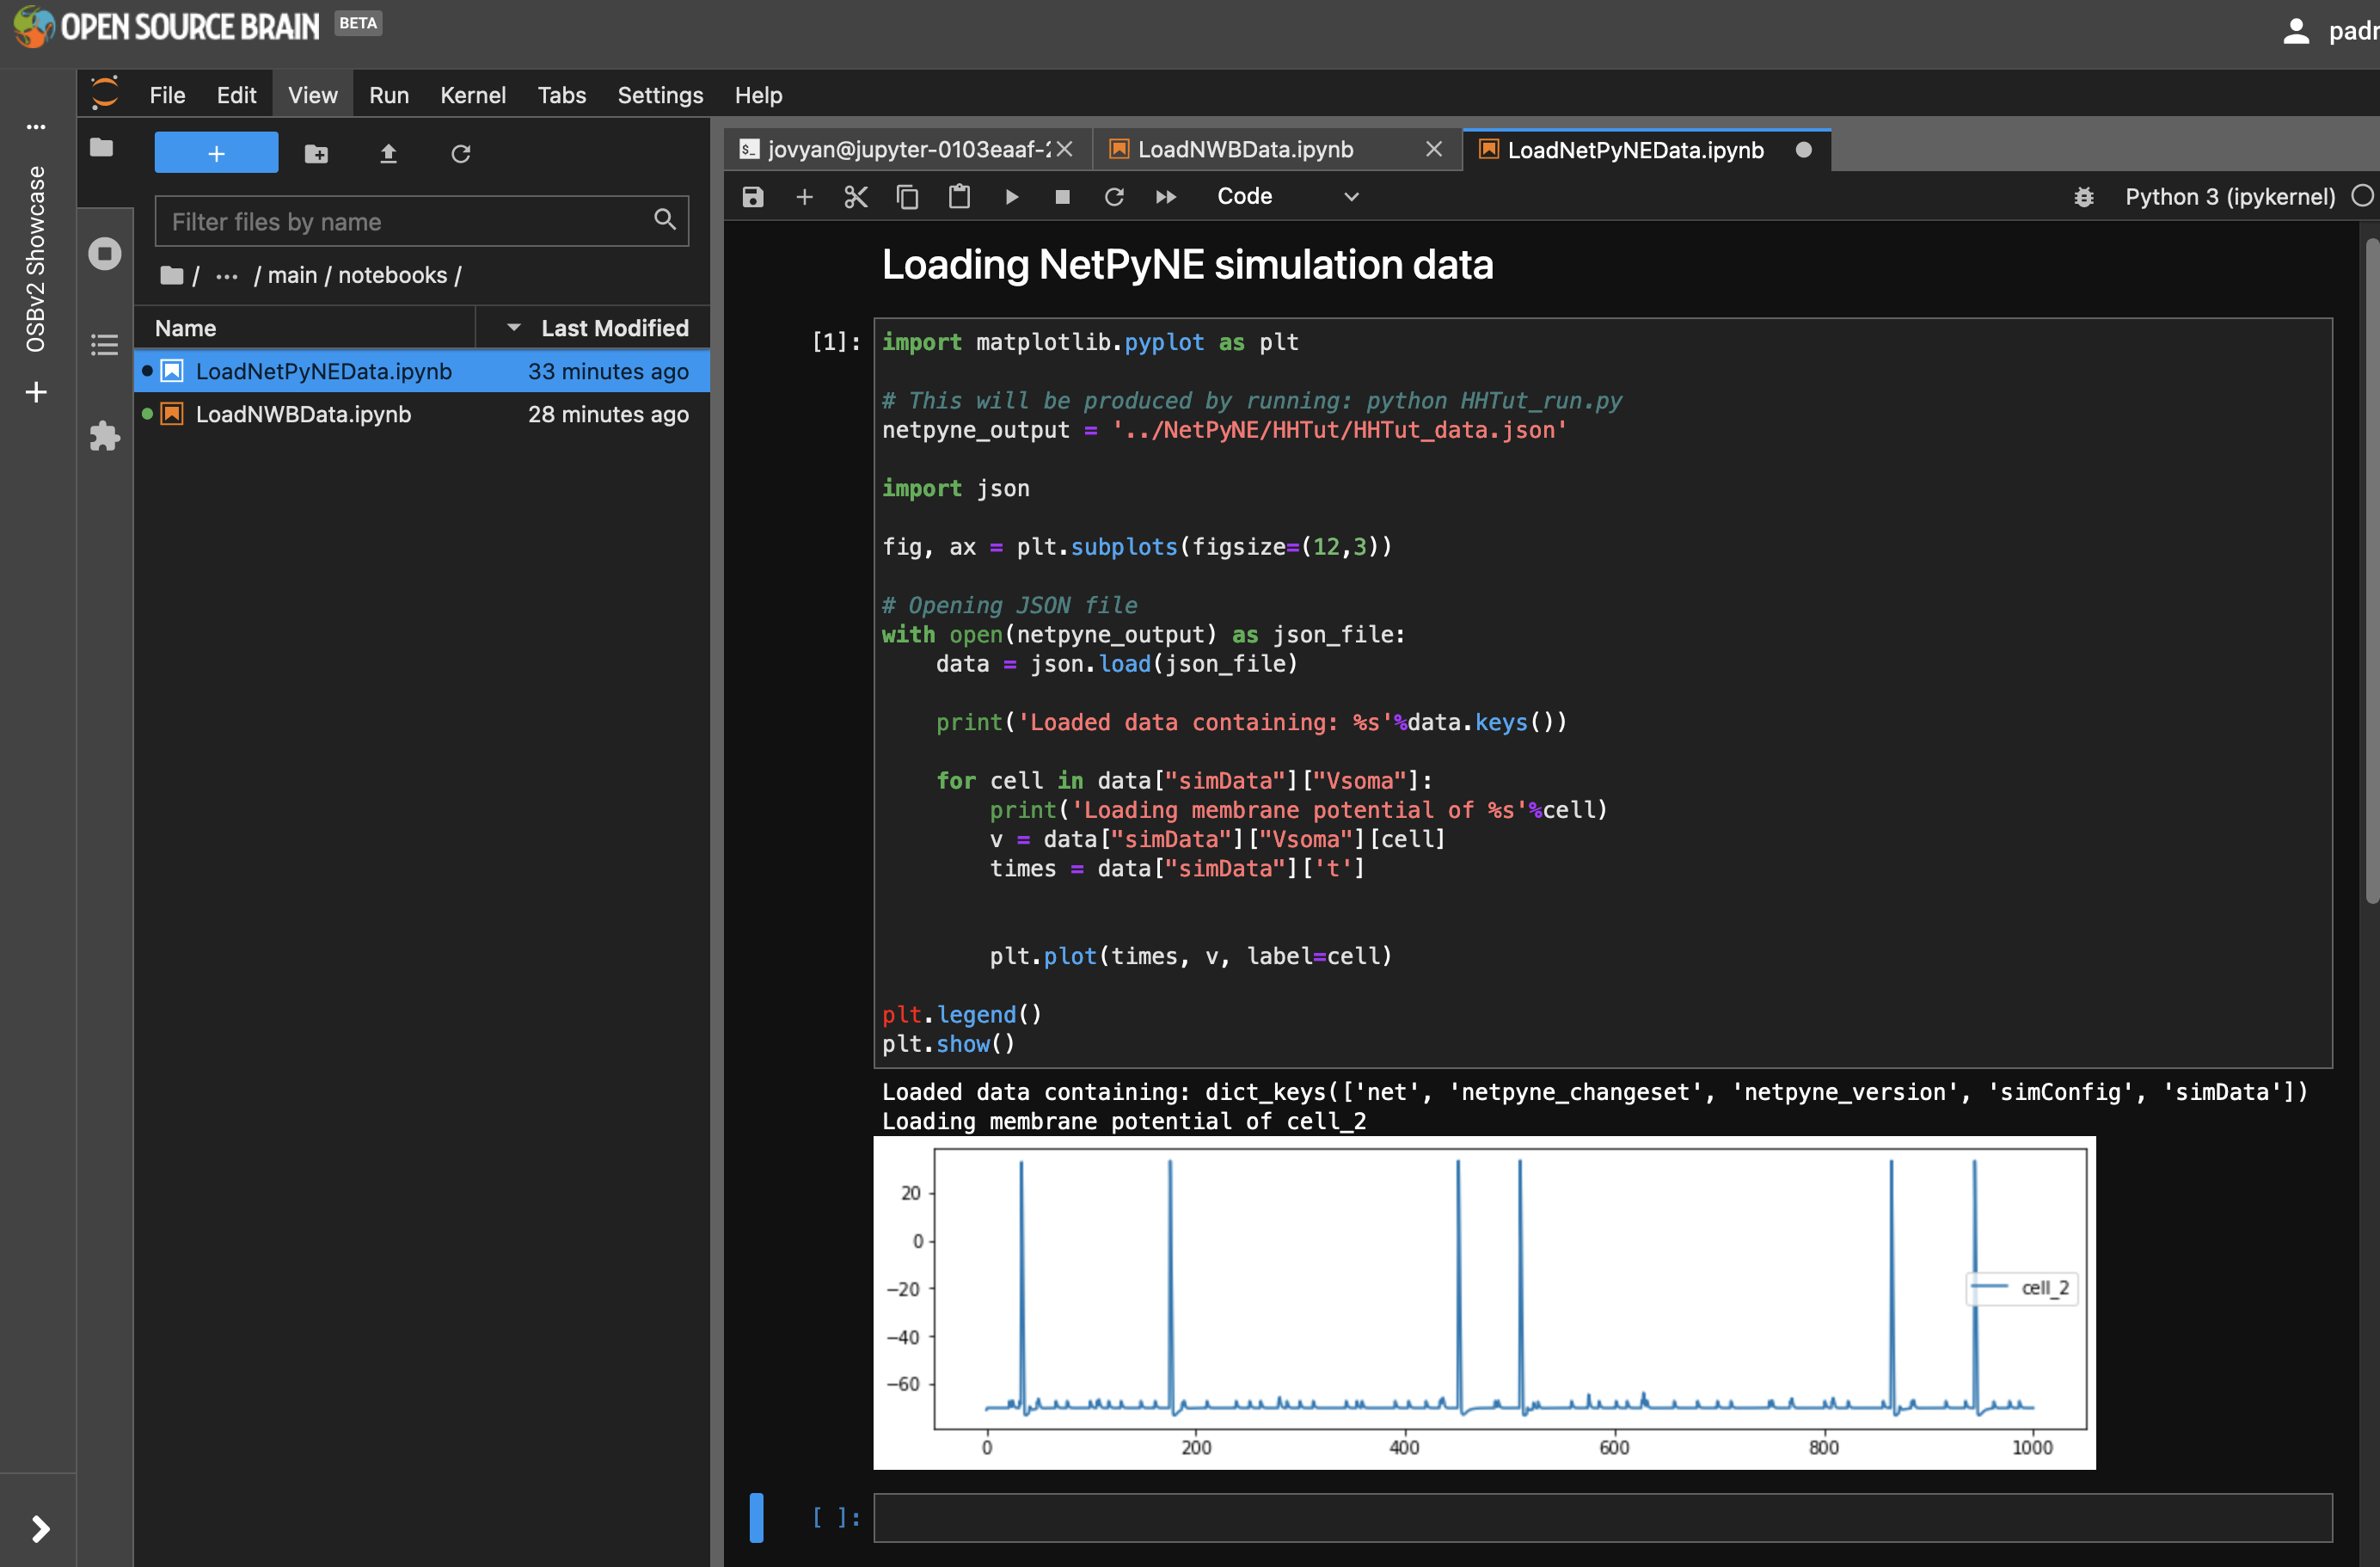 OPEN SOURCE BRAIN BETA
padr
File Edit View Run Kernel Tabs Settings Help
OSBv2 Showcase
+
Filter files by name
/ ··· / main / notebooks /
Name Last Modified
LoadNetPyNEData.ipynb 33 minutes ago
LoadNWBData.ipynb 28 minutes ago
jovyan@jupyter-0103eaaf-
LoadNWBData.ipynb
LoadNetPyNEData.ipynb
Code
Python 3 (ipykernel)
Loading NetPyNE simulation data
[1]:
import matplotlib.pyplot as plt
# This will be produced by running: python HHTut_run.py
netpyne_output = '../NetPyNE/HHTut/HHTut_data.json'
import json
fig, ax = plt.subplots(figsize=(12,3))
# Opening JSON file
with open(netpyne_output) as json_file:
    data = json.load(json_file)
    print('Loaded data containing: %s'%data.keys())
    for cell in data["simData"]["Vsoma"]:
        print('Loading membrane potential of %s'%cell)
        v = data["simData"]["Vsoma"][cell]
        times = data["simData"]['t']
        plt.plot(times, v, label=cell)
plt.legend()
plt.show()
Loaded data containing: dict_keys(['net', 'netpyne_changeset', 'netpyne_version', 'simConfig', 'simData'])
Loading membrane potential of cell_2
20
0
−20
−40
−60
cell_2
0 200 400 600 800 1000
[ ]: